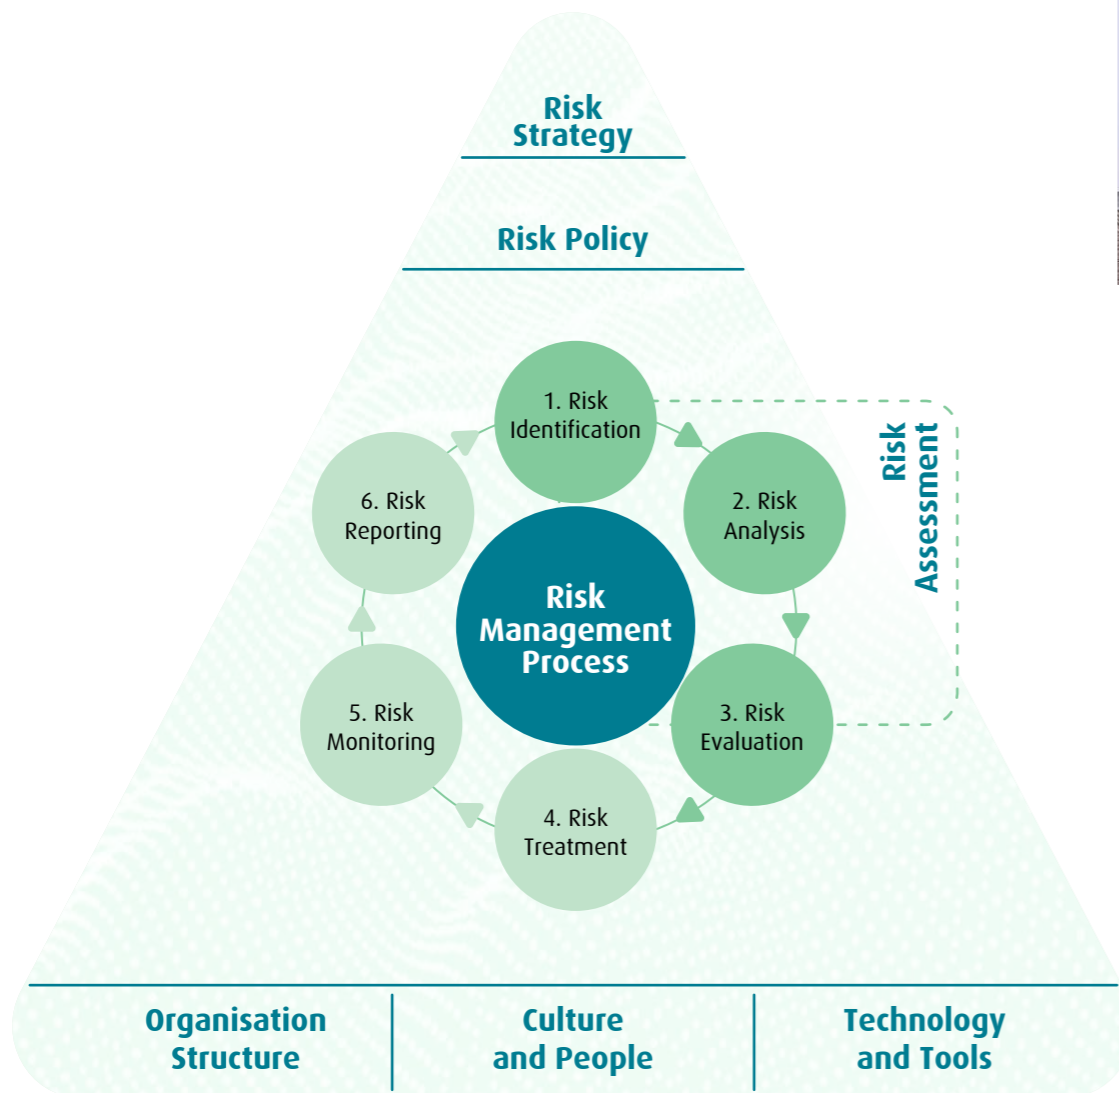 Risk
Strategy
Risk Policy
1. Risk
Identification
2. Risk
Analysis
3. Risk
Evaluation
4. Risk
Treatment
5. Risk
Monitoring
6. Risk
Reporting
Risk
Management
Process
Risk
Assessment
Organisation
Structure
Culture
and People
Technology
and Tools